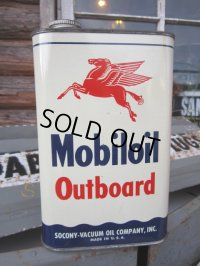 SOLD OUT
Mobiloil
Outboard
SOCONY-VACUUM OIL COMPANY, INC.
MADE IN U.S.A.